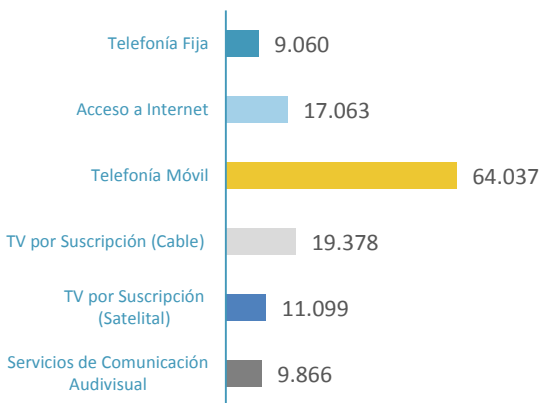 Telefonía Fija
9.060
Acceso a Internet
17.063
Telefonía Móvil
64.037
TV por Suscripción (Cable)
19.378
TV por Suscripción
(Satelital)
11.099
Servicios de Comunicación
Audivisual
9.866